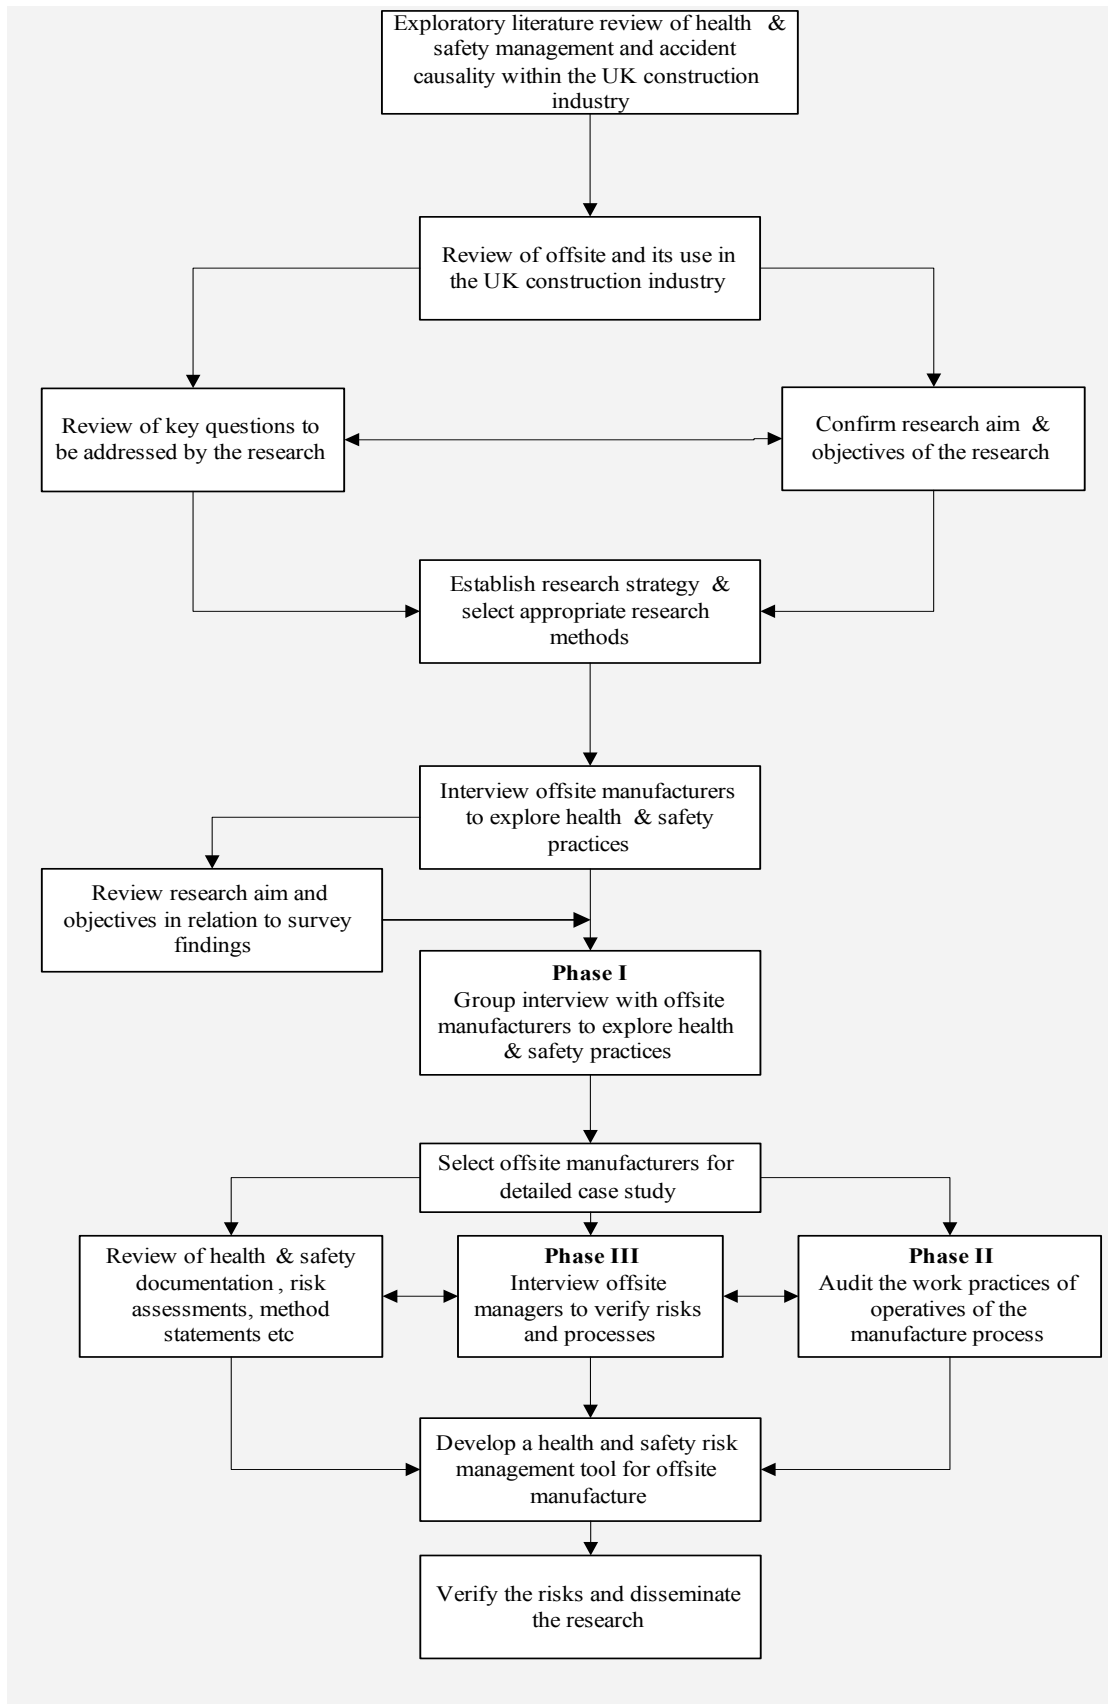 Exploratory literature review of health & 
safety management and accident
causality within the UK construction
industry
Review of offsite and its use in
the UK construction industry
Review of key questions to
be addressed by the research
Confirm research aim &
objectives of the research
Establish research strategy &
select appropriate research
methods
Interview offsite manufacturers
to explore health & safety
practices
Review research aim and
objectives in relation to survey
findings
Phase I
Group interview with offsite
manufacturers to explore health
& safety practices
Select offsite manufacturers for
detailed case study
Review of health & safety
documentation , risk
assessments, method
statements etc
Phase III
Interview offsite
managers to verify risks
and processes
Phase II
Audit the work practices of
operatives of the
manufacture process
Develop a health and safety risk
management tool for offsite
manufacture
Verify the risks and disseminate
the research